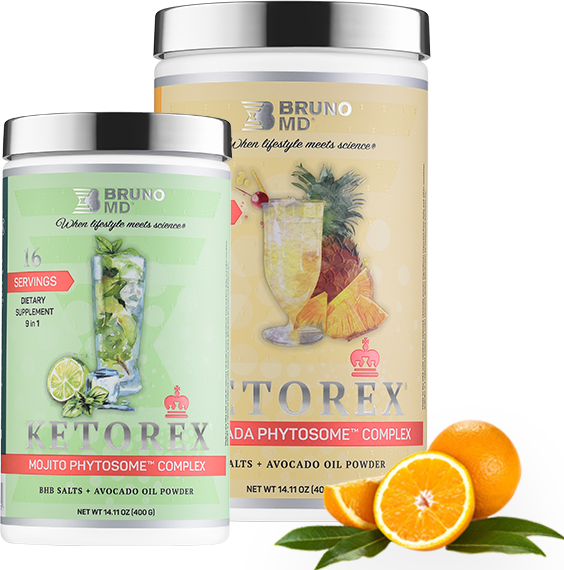 BRUNO
MD®
When lifestyle meets science®
16
SERVINGS
DIETARY
SUPPLEMENT
9 in 1
KETOREX
MOJITO PHYTOSOME™ COMPLEX
BHB SALTS + AVOCADO OIL POWDER
NET WT 14.11 OZ (400 G)
BRUNO
MD®
When lifestyle meets science®
ETOREX®
ADA PHYTOSOME™ COMPLEX
ALTS + AVOCADO OIL POWDER
NET WT 14.11 OZ (40